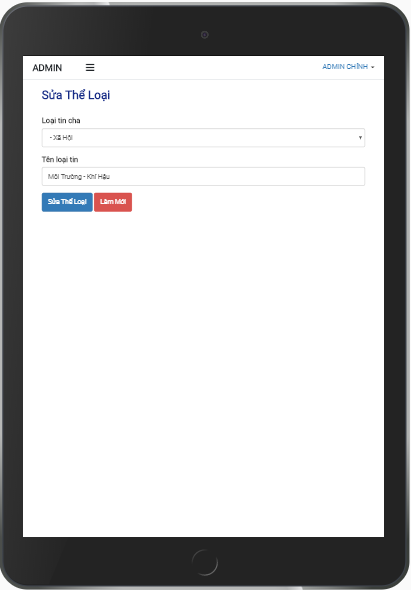 ADMIN
ADMIN CHÍNH
Sửa Thể Loại
Loại tin cha
- Xã Hội
Tên loại tin
Môi Trường - Khí Hậu
Sửa Thể Loại Làm Mới